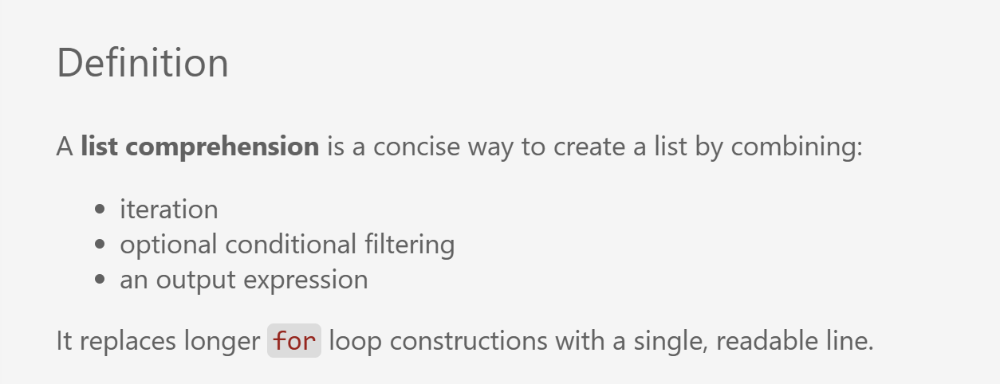 Definition
A list comprehension is a concise way to create a list by combining:
• iteration
• optional conditional filtering
• an output expression
It replaces longer for loop constructions with a single, readable line.